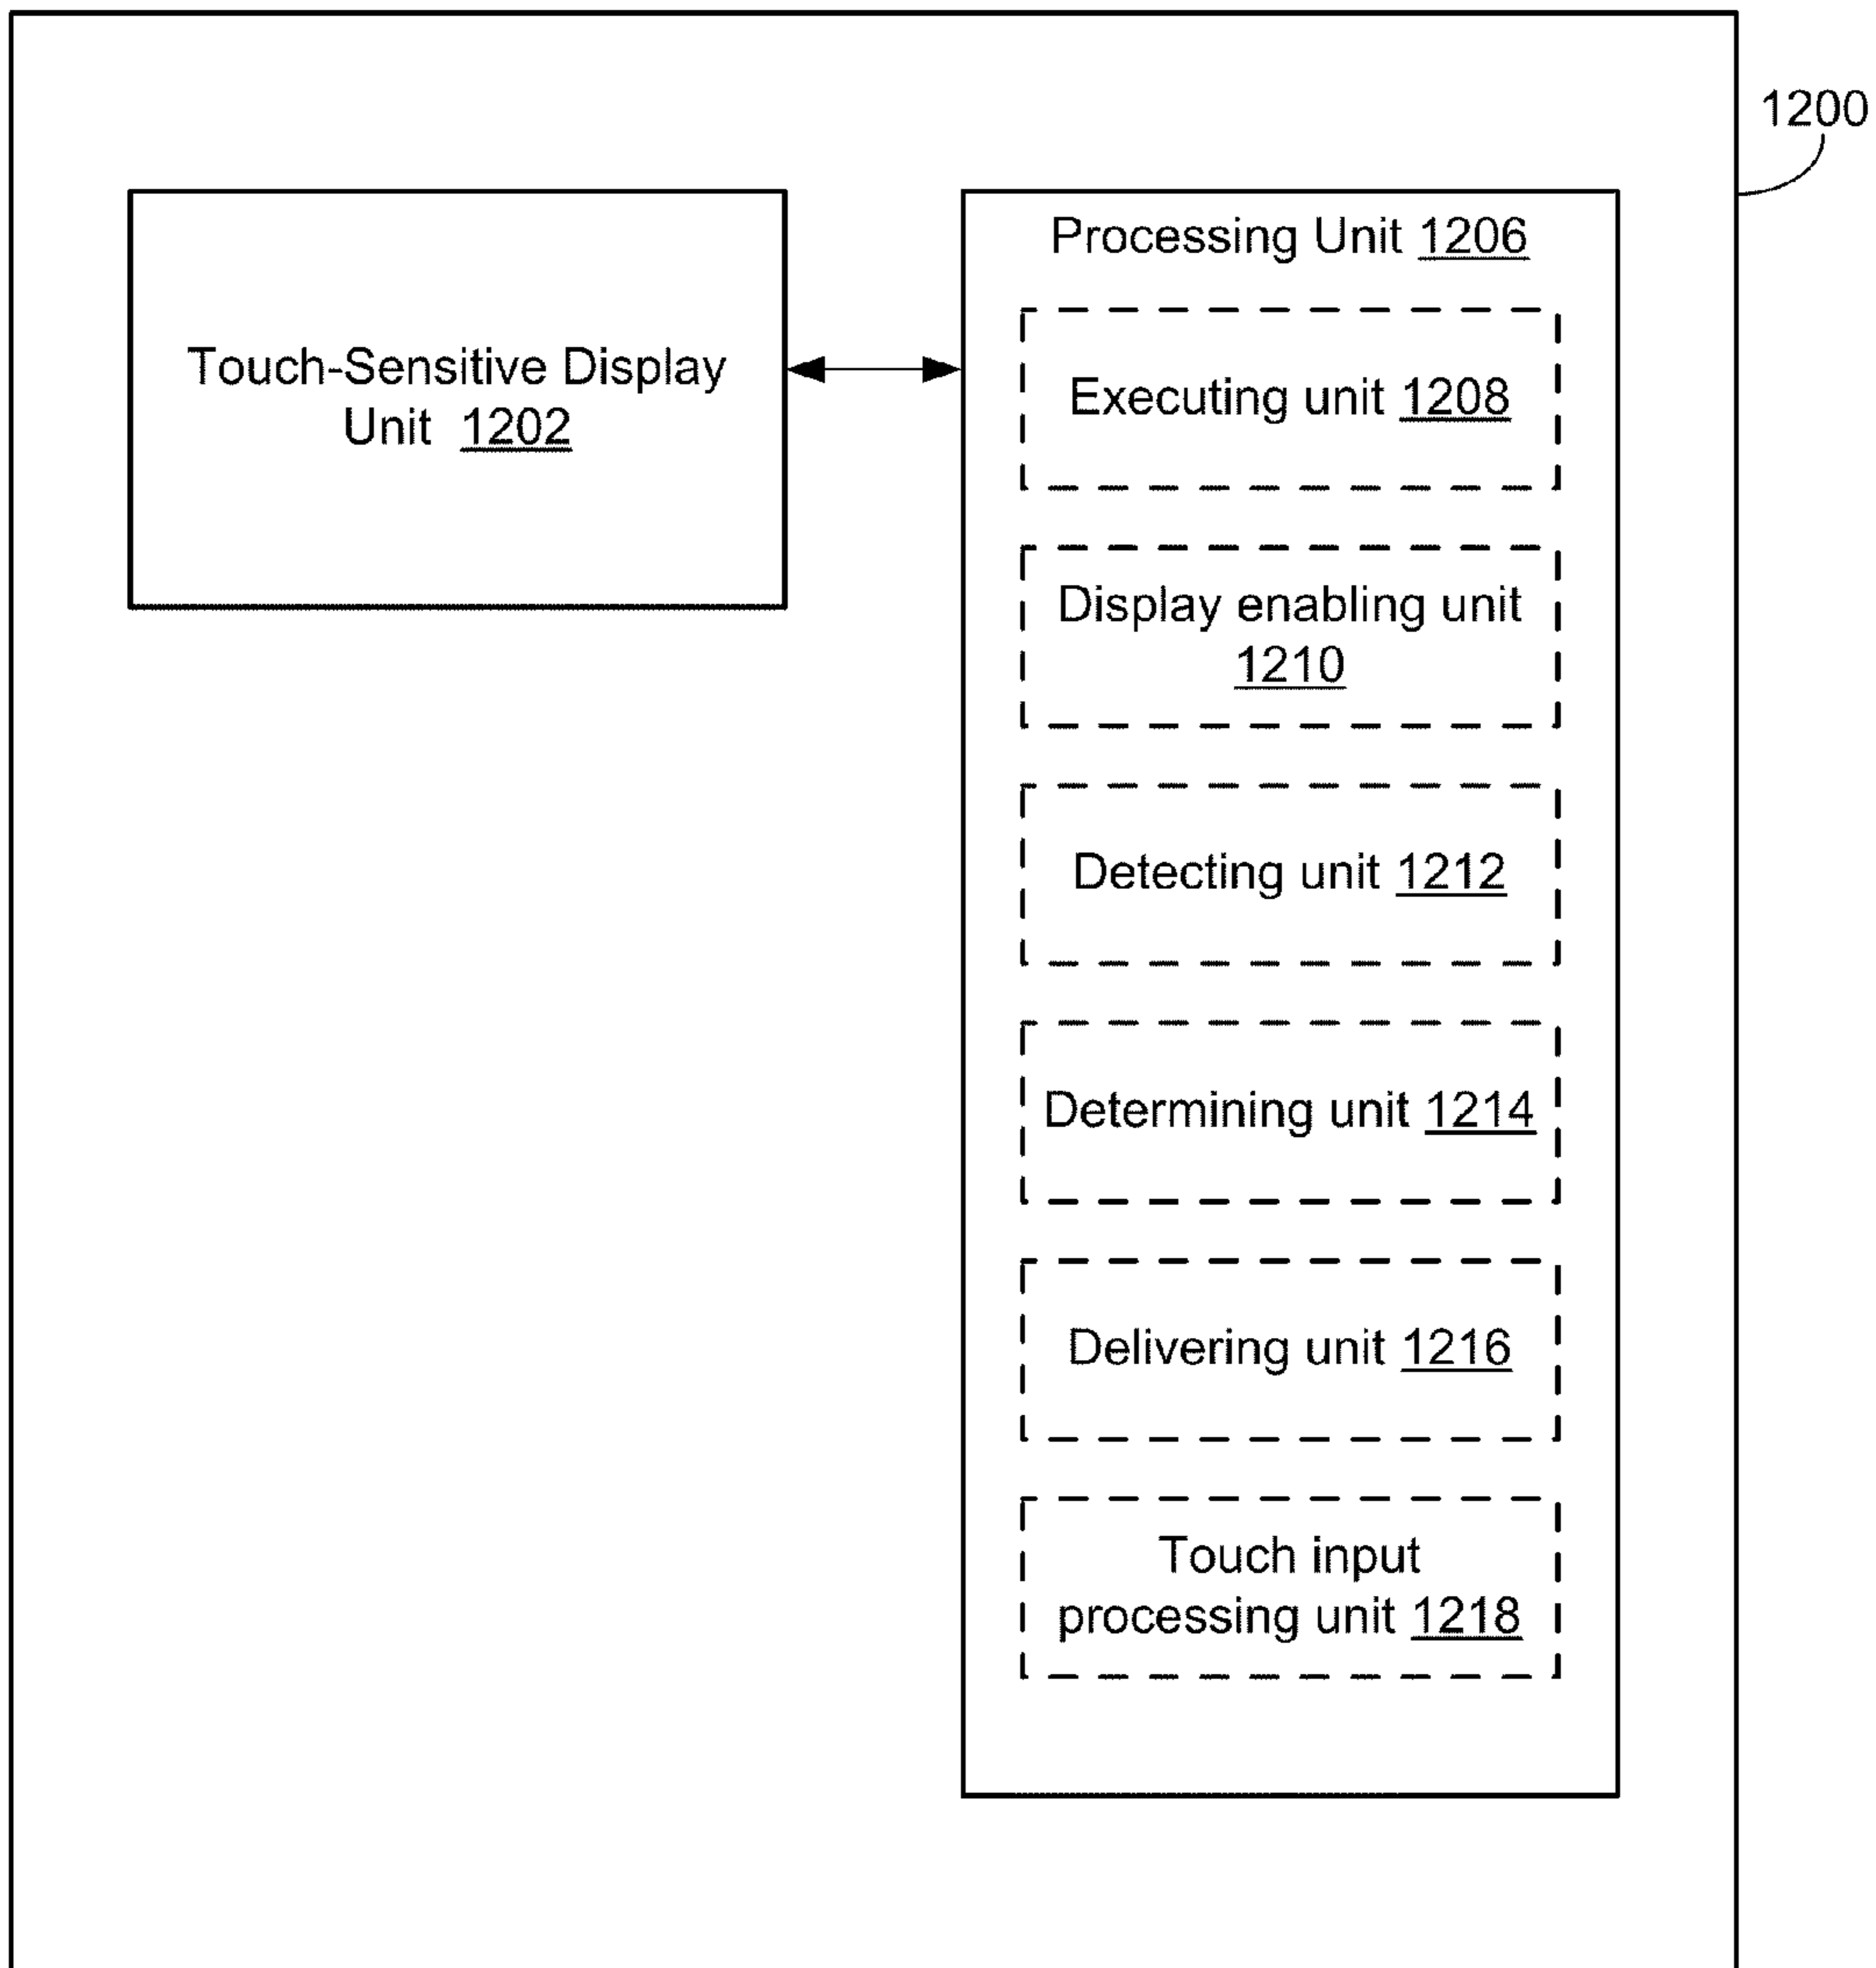 1200
Touch-Sensitive Display
Unit 1202
Processing Unit 1206
Executing unit 1208
Display enabling unit
1210
Detecting unit 1212
Determining unit 1214
Delivering unit 1216
Touch input
processing unit 1218